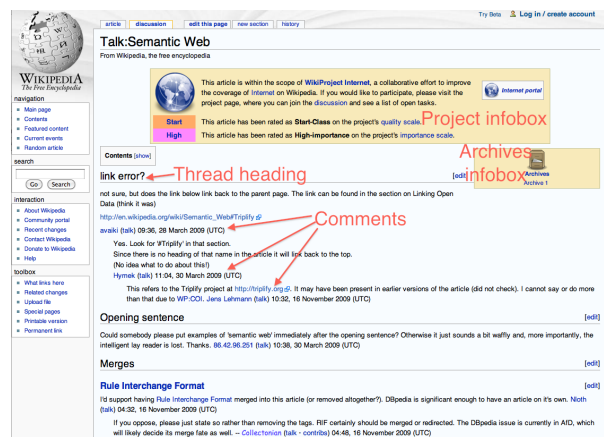 Try Beta Log in / create account
article discussion edit this page new section history
Talk:Semantic Web
From Wikipedia, the free encyclopedia
WIKIPEDIA
The Free Encyclopedia
navigation
Main page
Contents
Featured content
Current events
Random article
search
Go Search
interaction
About Wikipedia
Community portal
Recent changes
Contact Wikipedia
Donate to Wikipedia
Help
toolbox
What links here
Related changes
Upload file
Special pages
Printable version
Permanent link
This article is within the scope of WikiProject Internet, a collaborative effort to improve
the coverage of Internet on Wikipedia. If you would like to participate, please visit the
project page, where you can join the discussion and see a list of open tasks.
Internet portal
Start This article has been rated as Start-Class on the project's quality scale.
High This article has been rated as High-importance on the project's importance scale.
Project infobox
Archives
infobox
Archives
Archive 1
Contents [show]
link error? [edit]
Thread heading
not sure, but does the link below link back to the parent page. The link can be found in the section on Linking Open
Data (think it was)
http://en.wikipedia.org/wiki/Semantic_Web#Triplify
Comments
avaiki (talk) 09:36, 28 March 2009 (UTC)
Yes. Look for '#Triplify' in that section.
Since there is no heading of that name in the article it will link back to the top.
(No idea what to do about this!)
Hymek (talk) 11:04, 30 March 2009 (UTC)
This refers to the Triplify project at http://triplify.org. It may have been present in earlier versions of the article (did not check). I cannot say or do more
than that due to WP:COI. Jens Lehmann (talk) 10:32, 16 November 2009 (UTC)
Opening sentence [edit]
Could somebody please put examples of 'semantic web' immediately after the opening sentence? Otherwise it just sounds a bit waffly and, more importantly, the
intelligent lay reader is lost. Thanks. 86.42.96.251 (talk) 10:38, 30 March 2009 (UTC)
Merges [edit]
Rule Interchange Format [edit]
I'd support having Rule Interchange Format merged into this article (or removed altogether?). DBpedia is significant enough to have an article on it's own. Nloth
(talk) 04:32, 16 November 2009 (UTC)
If you oppose, please just state so rather than removing the tags. RIF certainly should be merged or redirected. The DBpedia issue is currently in AfD, which
will likely decide its merge fate as well. -- Collectonian (talk · contribs) 04:48, 16 November 2009 (UTC)